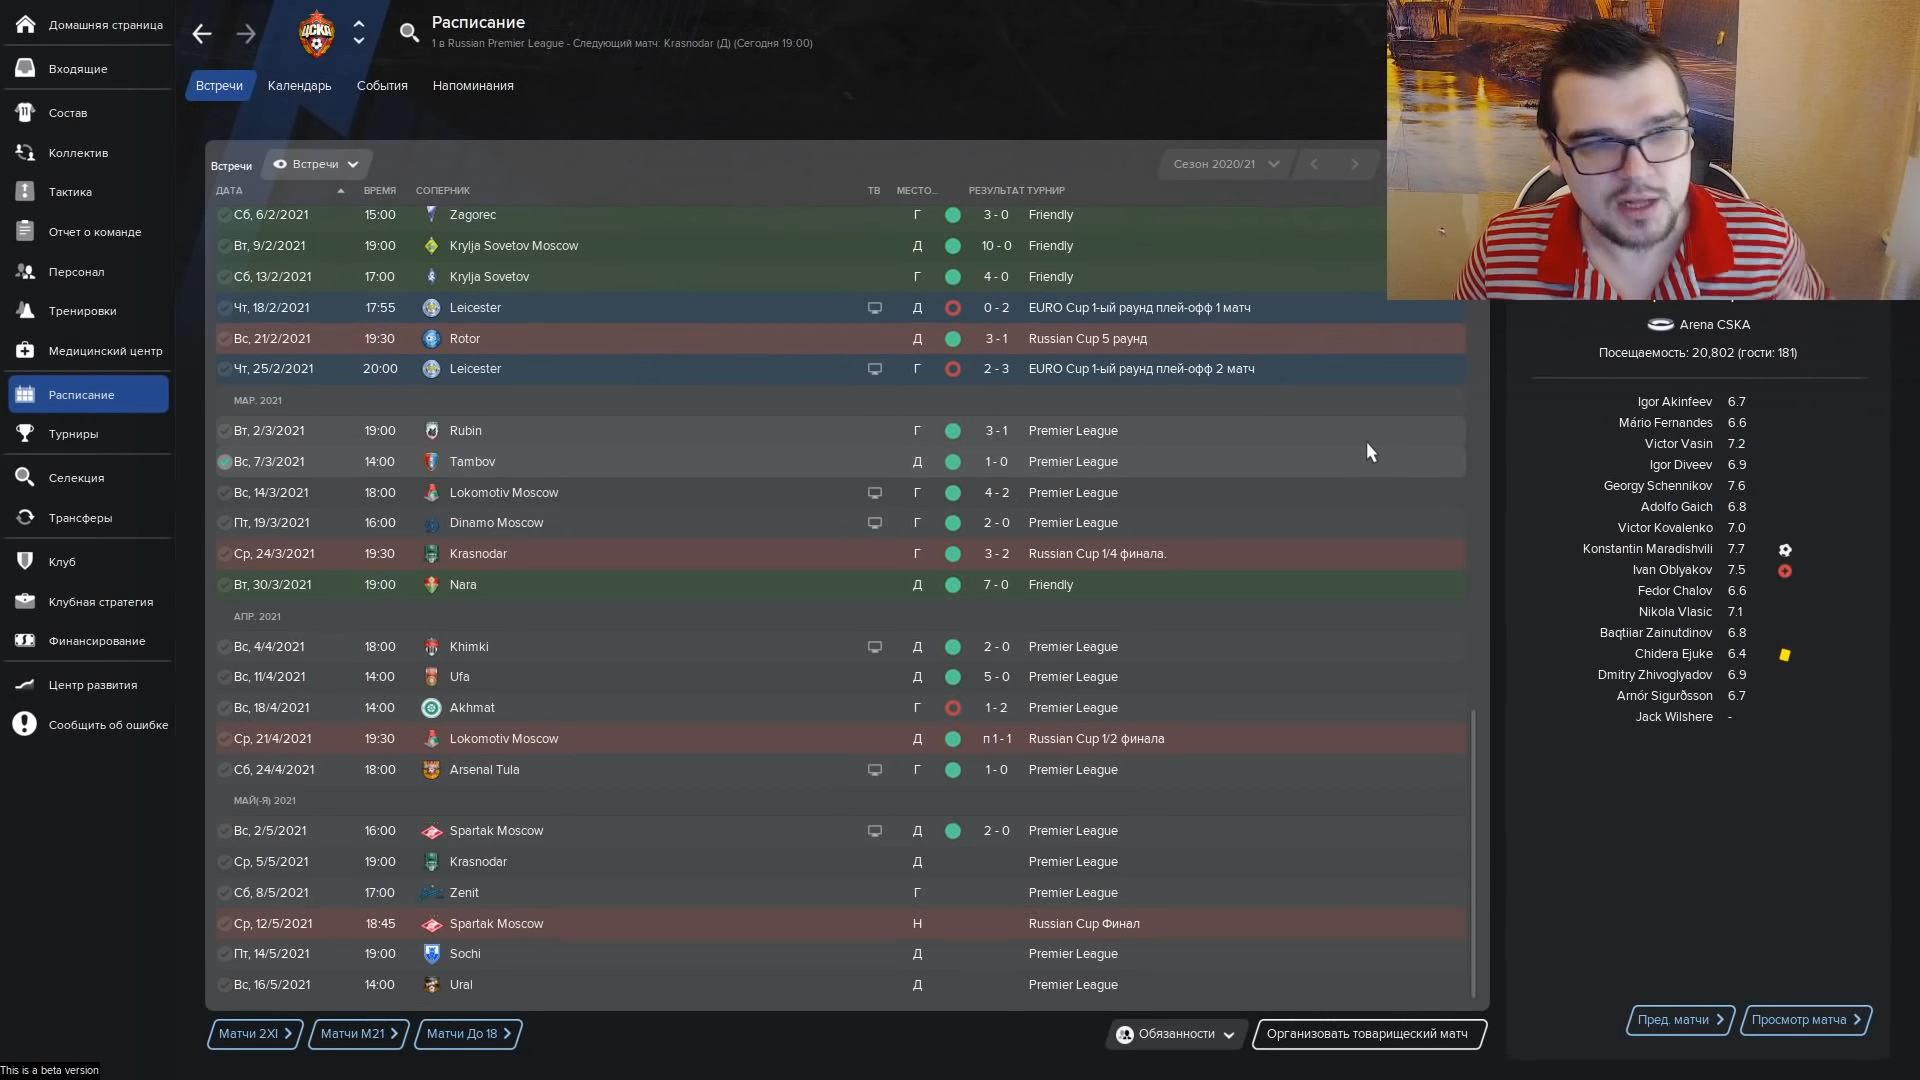 Домашняя страница
Входящие
Состав
Коллектив
Тактика
Отчет о команде
Персонал
Тренировки
Медицинский центр
Расписание
Турниры
Селекция
Трансферы
Клуб
Клубная стратегия
Финансирование
Центр развития
Сообщить об ошибке
This is a beta version
ЦСКА
Расписание
1 в Russian Premier League - Следующий матч: Krasnodar (Д) (Сегодня 19:00)
Встречи Календарь События Напоминания
Встречи Встречи Сезон 2020/21
ДАТА ВРЕМЯ СОПЕРНИК ТВ МЕСТО... РЕЗУЛЬТАТ ТУРНИР
Сб, 6/2/2021 15:00 Zagorec Г 3 - 0 Friendly
Вт, 9/2/2021 19:00 Krylja Sovetov Moscow Д 10 - 0 Friendly
Сб, 13/2/2021 17:00 Krylja Sovetov Г 4 - 0 Friendly
Чт, 18/2/2021 17:55 Leicester Д 0 - 2 EURO Cup 1-ый раунд плей-офф 1 матч
Вс, 21/2/2021 19:30 Rotor Д 3 - 1 Russian Cup 5 раунд
Чт, 25/2/2021 20:00 Leicester Г 2 - 3 EURO Cup 1-ый раунд плей-офф 2 матч
МАР. 2021
Вт, 2/3/2021 19:00 Rubin Г 3 - 1 Premier League
Вс, 7/3/2021 14:00 Tambov Д 1 - 0 Premier League
Вс, 14/3/2021 18:00 Lokomotiv Moscow Г 4 - 2 Premier League
Пт, 19/3/2021 16:00 Dinamo Moscow Г 2 - 0 Premier League
Ср, 24/3/2021 19:30 Krasnodar Г 3 - 2 Russian Cup 1/4 финала.
Вт, 30/3/2021 19:00 Nara Д 7 - 0 Friendly
АПР. 2021
Вс, 4/4/2021 18:00 Khimki Д 2 - 0 Premier League
Вс, 11/4/2021 14:00 Ufa Д 5 - 0 Premier League
Вс, 18/4/2021 14:00 Akhmat Г 1 - 2 Premier League
Ср, 21/4/2021 19:30 Lokomotiv Moscow Д п 1 - 1 Russian Cup 1/2 финала
Сб, 24/4/2021 18:00 Arsenal Tula Г 1 - 0 Premier League
МАЙ(-Я) 2021
Вс, 2/5/2021 16:00 Spartak Moscow Д 2 - 0 Premier League
Ср, 5/5/2021 19:00 Krasnodar Д Premier League
Сб, 8/5/2021 17:00 Zenit Г Premier League
Ср, 12/5/2021 18:45 Spartak Moscow Н Russian Cup Финал
Пт, 14/5/2021 19:00 Sochi Д Premier League
Вс, 16/5/2021 14:00 Ural Д Premier League
Матчи 2XI Матчи М21 Матчи До 18 Обязанности Организовать товарищеский матч
Arena CSKA
Посещаемость: 20,802 (гости: 181)
Igor Akinfeev 6.7
Mário Fernandes 6.6
Victor Vasin 7.2
Igor Diveev 6.9
Georgy Schennikov 7.6
Adolfo Gaich 6.8
Victor Kovalenko 7.0
Konstantin Maradishvili 7.7
Ivan Oblyakov 7.5
Fedor Chalov 6.6
Nikola Vlasic 7.1
Baqtiiar Zainutdinov 6.8
Chidera Ejuke 6.4
Dmitry Zhivoglyadov 6.9
Arnór Sigurðsson 6.7
Jack Wilshere -
Пред. матчи Просмотр матча